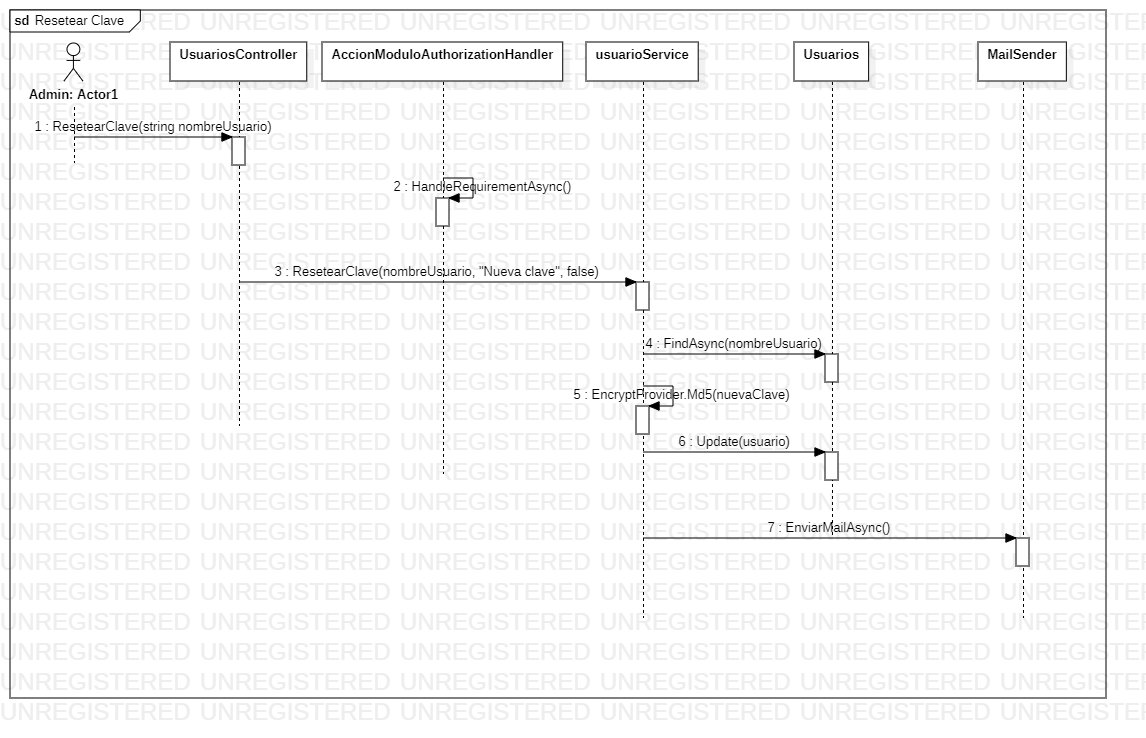 sd Resetear Clave
UsuariosController
AccionModuloAuthorizationHandler
usuarioService
Usuarios
MailSender
Admin: Actor1
1 : ResetearClave(string nombreUsuario)
2 : HandleRequirementAsync()
3 : ResetearClave(nombreUsuario, "Nueva clave", false)
4 : FindAsync(nombreUsuario)
5 : EncryptProvider.Md5(nuevaClave)
6 : Update(usuario)
7 : EnviarMailAsync()
UNREGISTERED